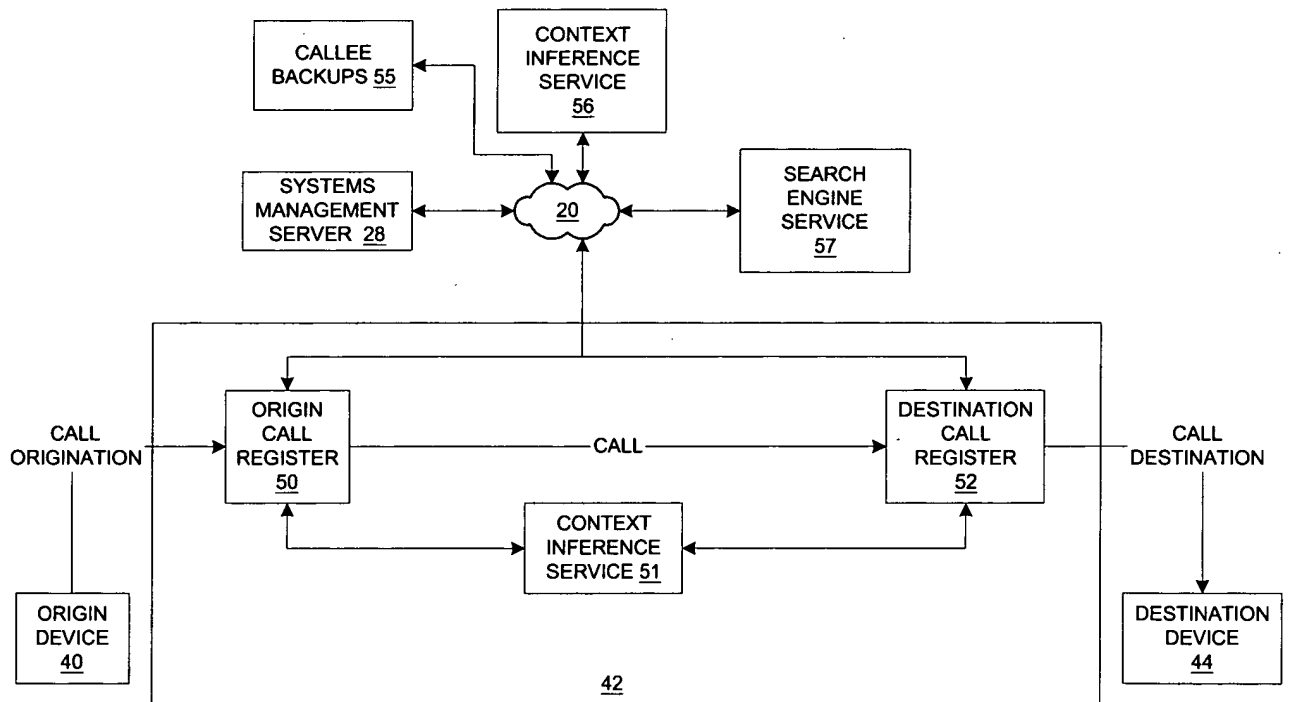 CALLEE
BACKUPS 55
CONTEXT
INFERENCE
SERVICE
56
SYSTEMS
MANAGEMENT
SERVER 28
20
SEARCH
ENGINE
SERVICE
57
CALL
ORIGINATION
ORIGIN
CALL
REGISTER
50
CALL
DESTINATION
CALL
REGISTER
52
CALL
DESTINATION
CONTEXT
INFERENCE
SERVICE 51
ORIGIN
DEVICE
40
DESTINATION
DEVICE
44
42